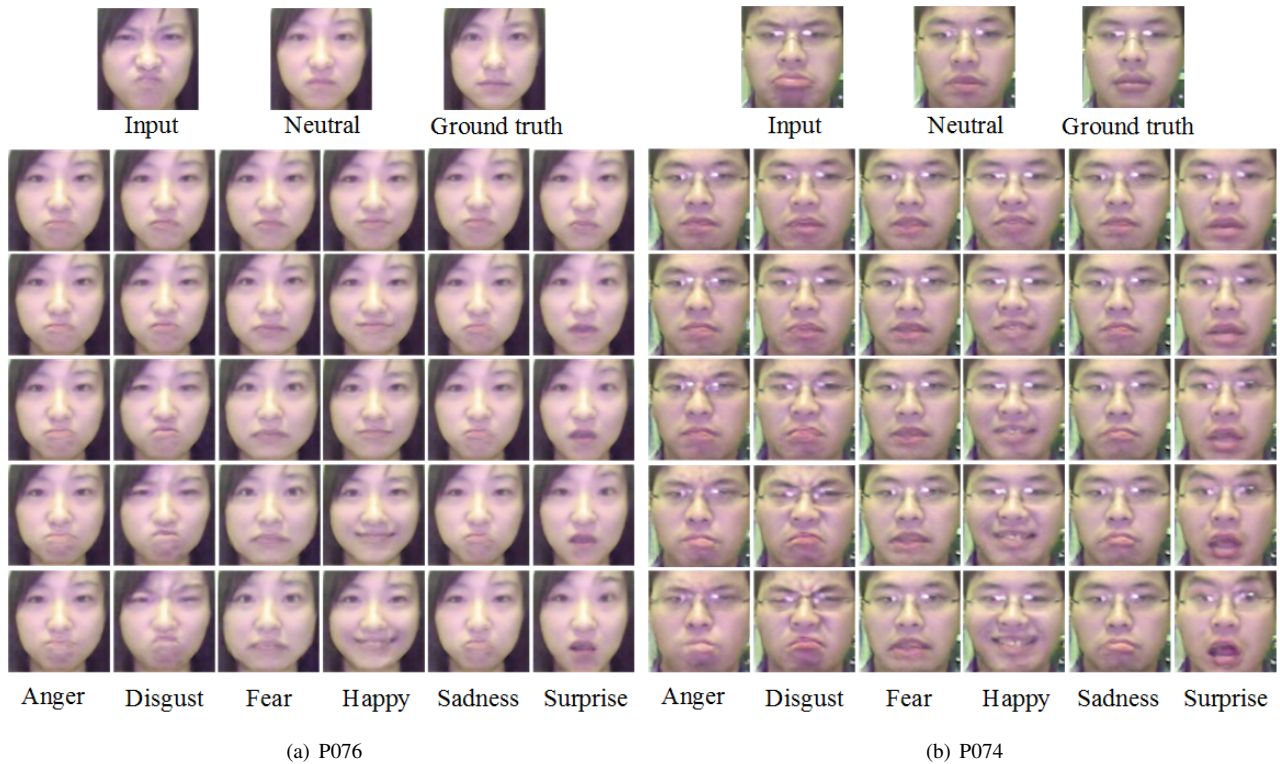 Input Neutral Ground truth
Anger Disgust Fear Happy Sadness Surprise
(a) P076
Input Neutral Ground truth
Anger Disgust Fear Happy Sadness Surprise
(b) P074